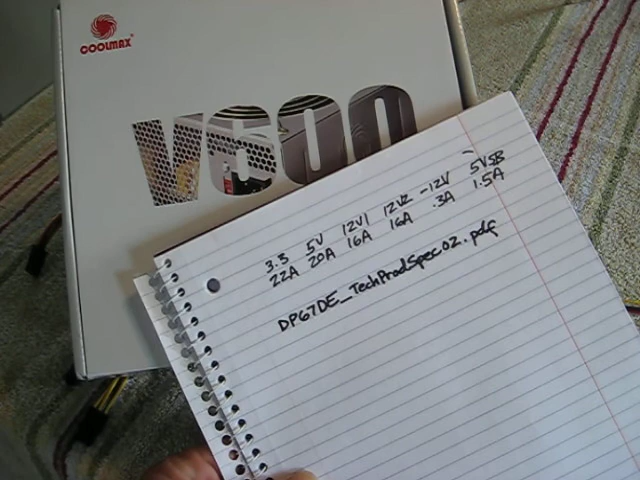 COOLMAX
V600
3.3 5V 12V1 12V2 -12V 5VSB
22A 20A 16A 16A .3A 1.5A
DP67DE_TechProdSpec02.pdf